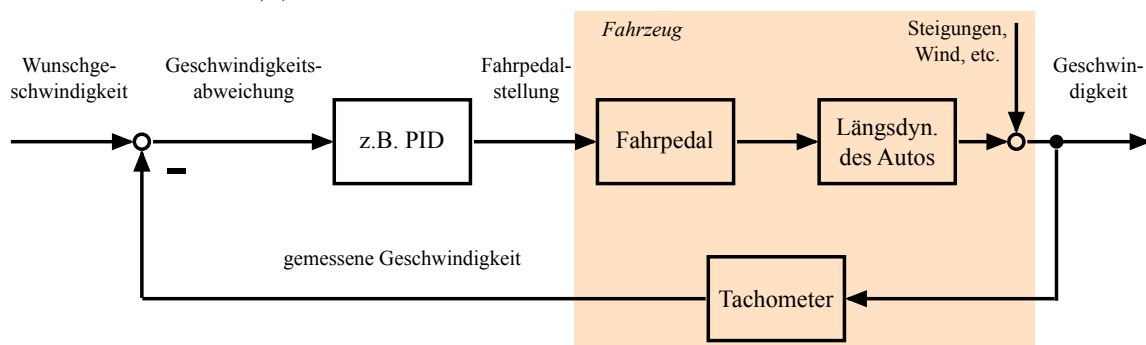 Fahrzeug
Steigungen,
Wind, etc.
Wunschge-
schwindigkeit
Geschwindigkeits-
abweichung
Fahrpedal-
stellung
Geschwin-
digkeit
z.B. PID
Fahrpedal
Längsdyn.
des Autos
–
gemessene Geschwindigkeit
Tachometer